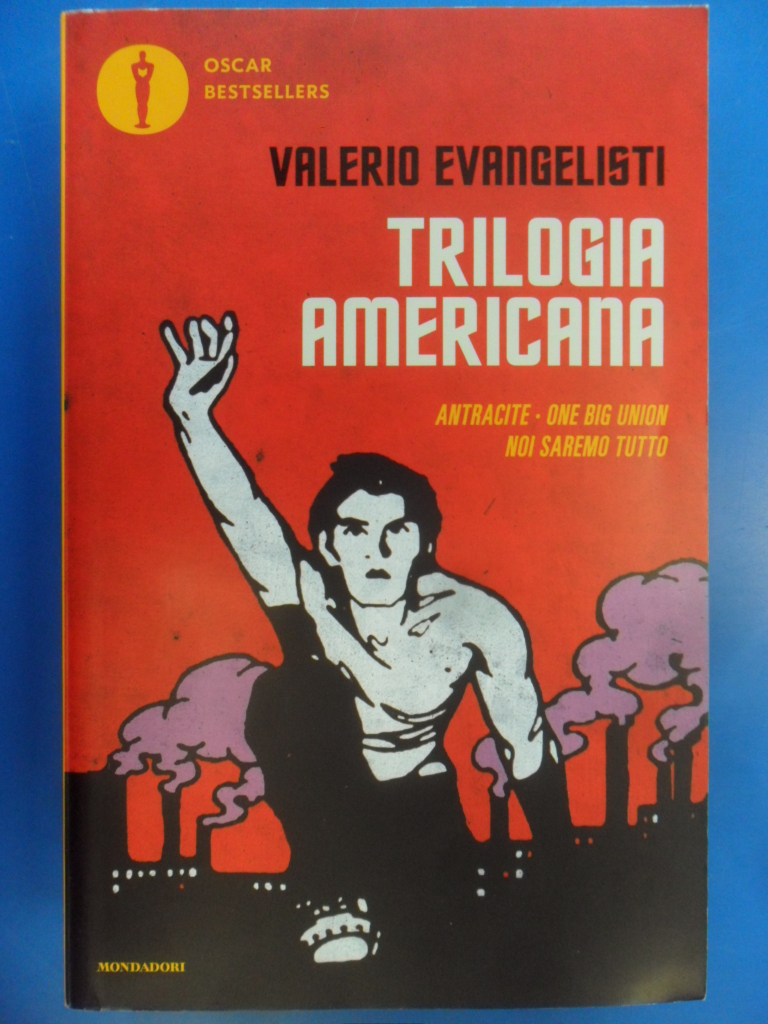 OSCAR
BESTSELLERS
VALERIO EVANGELISTI
TRILOGIA
AMERICANA
ANTRACITE • ONE BIG UNION
NOI SAREMO TUTTO
MONDADORI